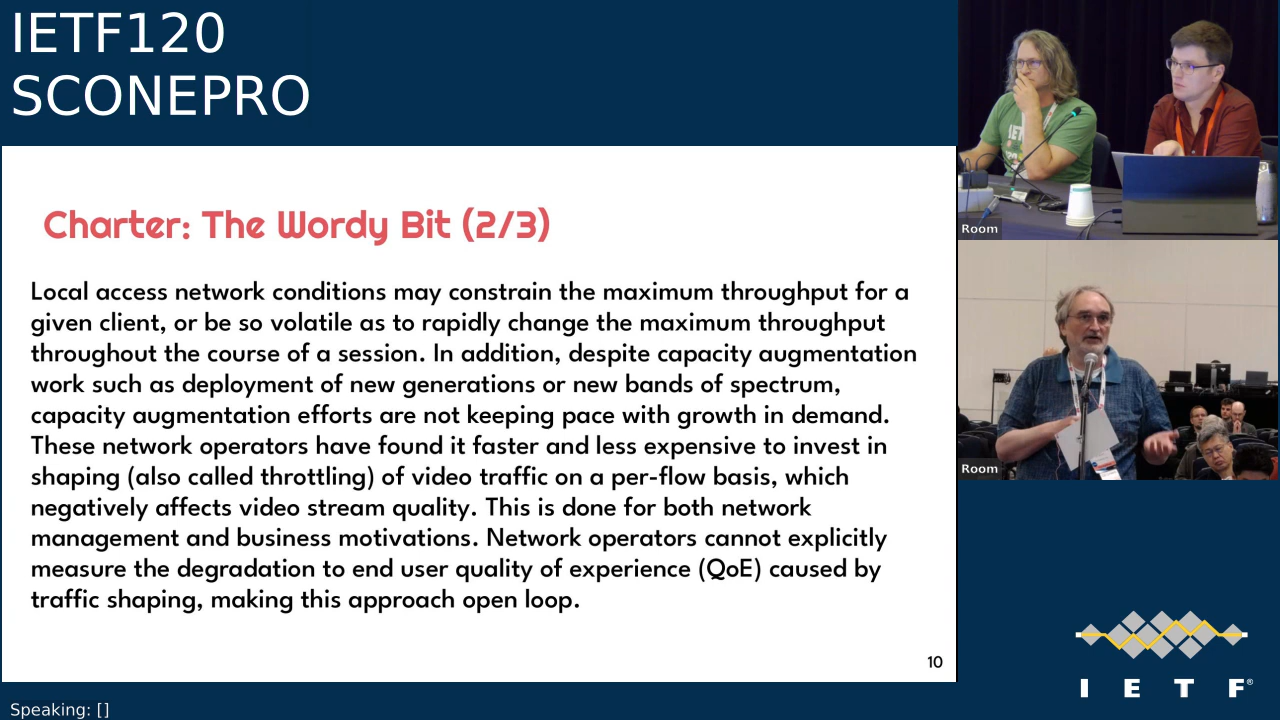 IETF120
SCONEPRO
Charter: The Wordy Bit (2/3)
Local access network conditions may constrain the maximum throughput for a
given client, or be so volatile as to rapidly change the maximum throughput
throughout the course of a session. In addition, despite capacity augmentation
work such as deployment of new generations or new bands of spectrum,
capacity augmentation efforts are not keeping pace with growth in demand.
These network operators have found it faster and less expensive to invest in
shaping (also called throttling) of video traffic on a per-flow basis, which
negatively affects video stream quality. This is done for both network
management and business motivations. Network operators cannot explicitly
measure the degradation to end user quality of experience (QoE) caused by
traffic shaping, making this approach open loop.
10
Room
Room
I E T F®
Speaking: []